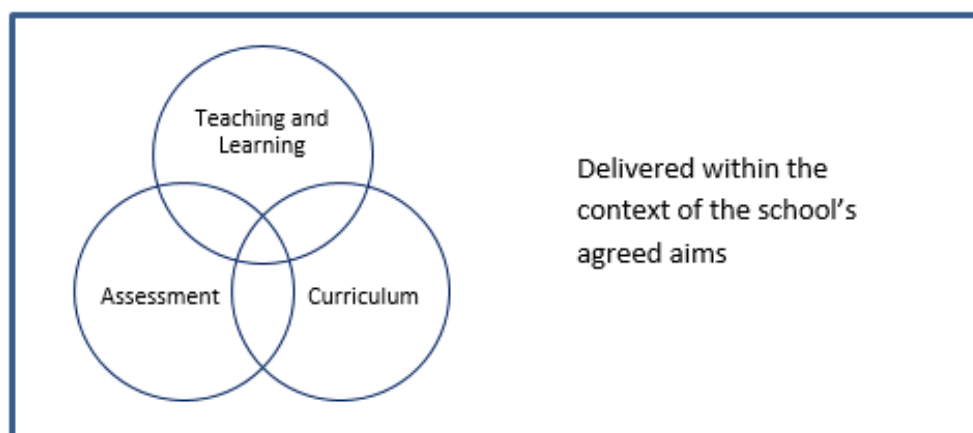 Teaching and
Learning
Assessment
Curriculum
Delivered within the
context of the school’s
agreed aims